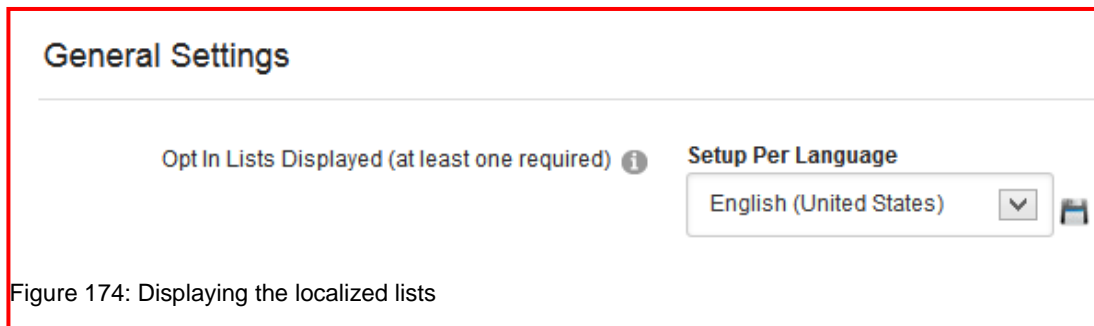 General Settings
Opt In Lists Displayed (at least one required)
Setup Per Language
English (United States)
Figure 174: Displaying the localized lists